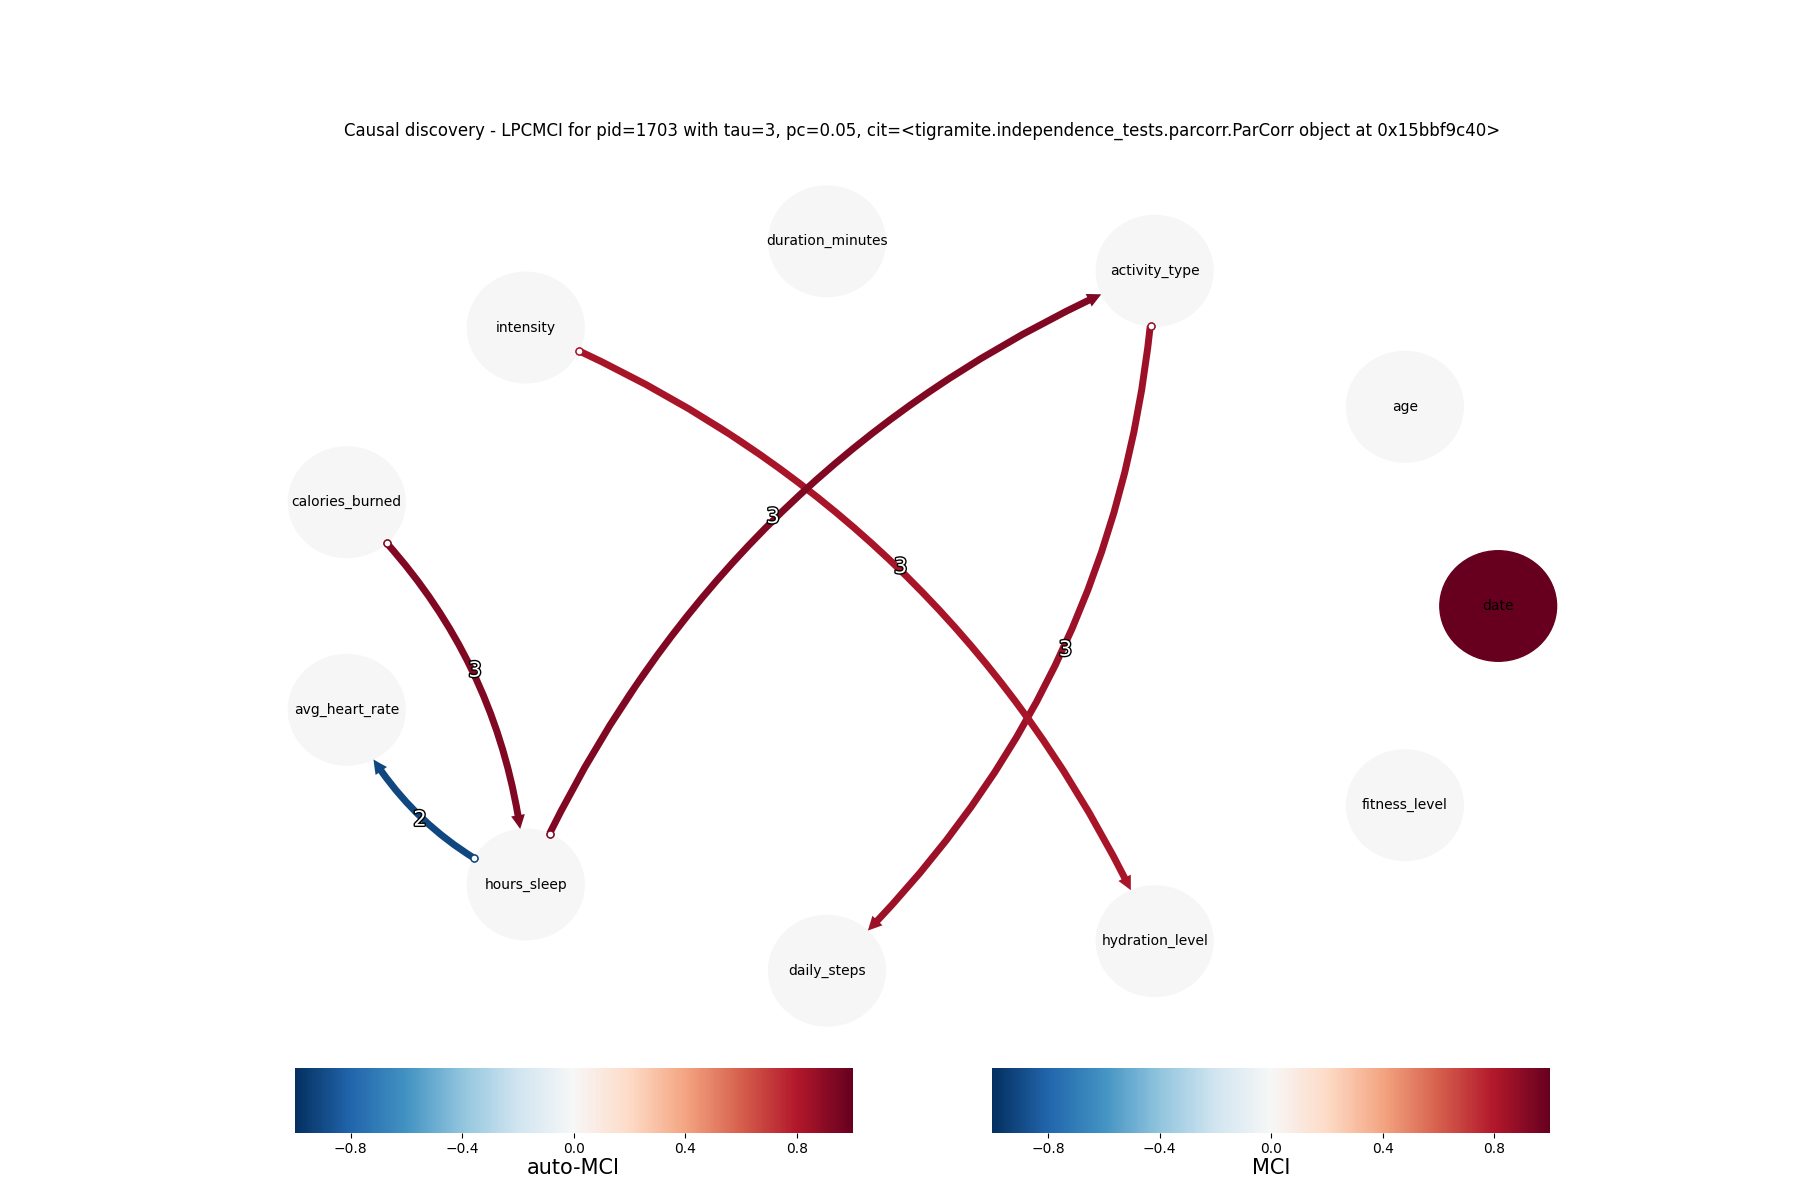 Causal discovery - LPCMCI for pid=1703 with tau=3, pc=0.05, cit=<tigramite.independence_tests.parcorr.ParCorr object at 0x15bbf9c40>
duration_minutes
activity_type
intensity
age
calories_burned
3
3
date
3
3
avg_heart_rate
fitness_level
2
hours_sleep
hydration_level
daily_steps
−0.8 −0.4 0.0 0.4 0.8
auto-MCI
−0.8 −0.4 0.0 0.4 0.8
MCI